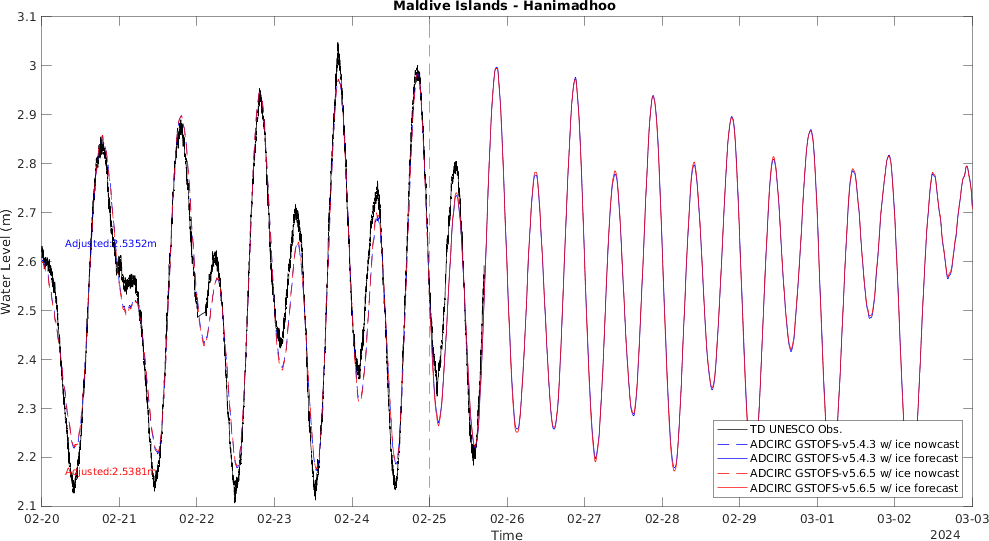 Maldive Islands - Hanimadhoo
3.1
3
2.9
2.8
2.7
2.6
2.5
2.4
2.3
2.2
2.1
Water Level (m)
Adjusted:2.5352m
Adjusted:2.5381m
TD UNESCO Obs.
ADCIRC GSTOFS-v5.4.3 w/ ice nowcast
ADCIRC GSTOFS-v5.4.3 w/ ice forecast
ADCIRC GSTOFS-v5.6.5 w/ ice nowcast
ADCIRC GSTOFS-v5.6.5 w/ ice forecast
02-20 02-21 02-22 02-23 02-24 02-25 02-26 02-27 02-28 02-29 03-01 03-02 03-03
Time
2024